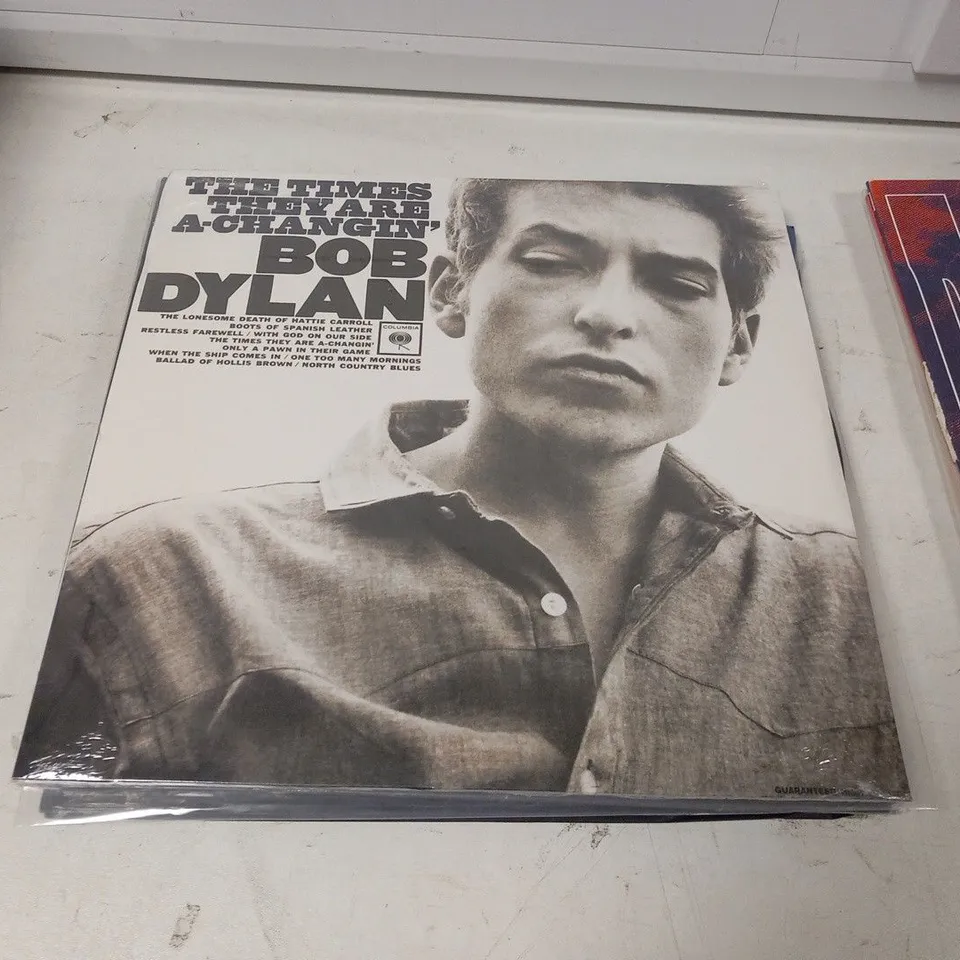 THE TIMES
THEY ARE
A-CHANGIN'
BOB
DYLAN
THE LONESOME DEATH OF HATTIE CARROLL
BOOTS OF SPANISH LEATHER
RESTLESS FAREWELL / WITH GOD ON OUR SIDE
THE TIMES THEY ARE A-CHANGIN'
ONLY A PAWN IN THEIR GAME
WHEN THE SHIP COMES IN / ONE TOO MANY MORNINGS
BALLAD OF HOLLIS BROWN / NORTH COUNTRY BLUES
COLUMBIA
GUARANTEED